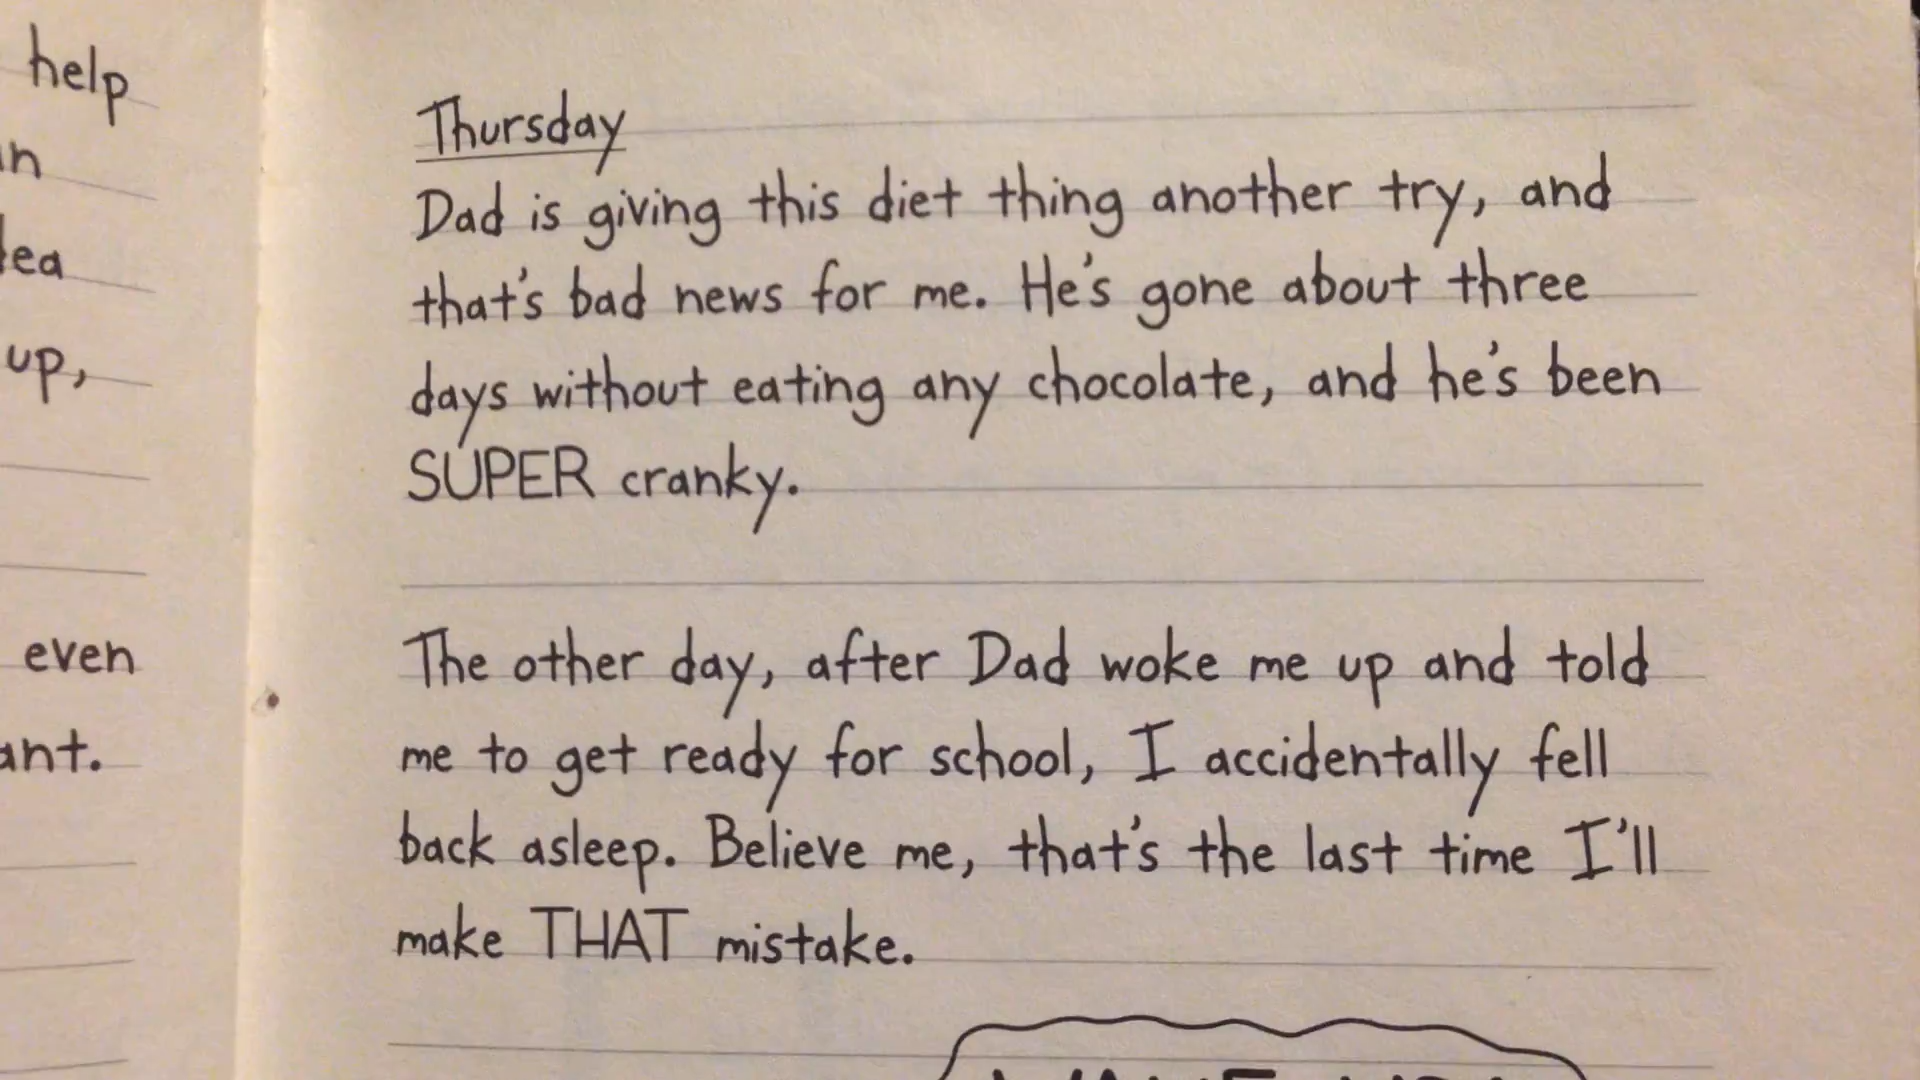 help
up,
even
Thursday
Dad is giving this diet thing another try, and
that's bad news for me. He's gone about three
days without eating any chocolate, and he's been
SUPER cranky.
The other day, after Dad woke me up and told
me to get ready for school, I accidentally fell
back asleep. Believe me, that's the last time I'll
make THAT mistake.